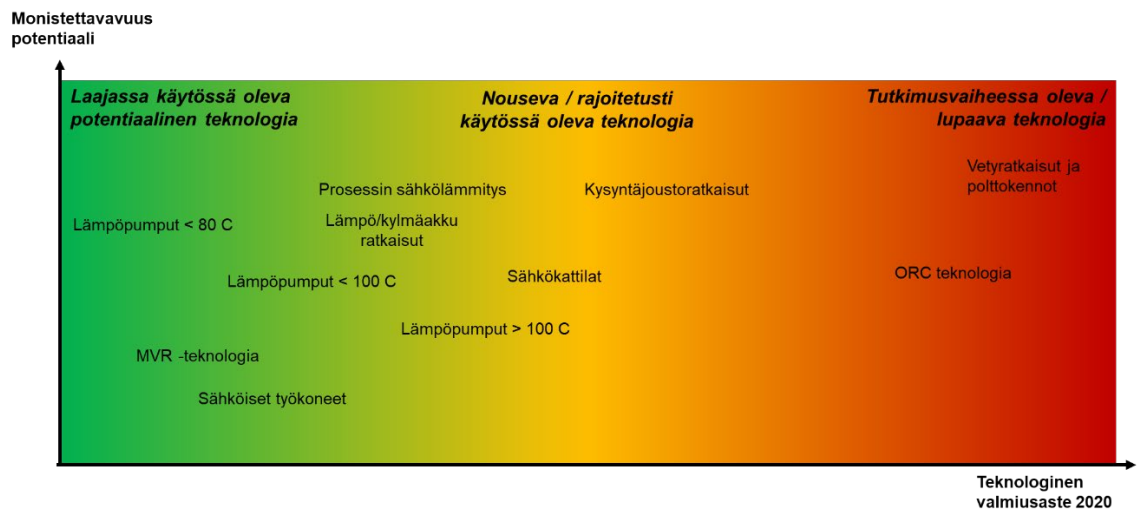 Monistettavavuus
potentiaali
Laajassa käytössä oleva
potentiaalinen teknologia
Nouseva / rajoitetusti
käytössä oleva teknologia
Tutkimusvaiheessa oleva /
lupaava teknologia
Vetyratkaisut ja
polttokennot
Prosessin sähkölämmitys
Kysyntäjoustoratkaisut
Lämpöpumput < 80 C
Lämpö/kylmäakku
ratkaisut
Lämpöpumput < 100 C
Sähkökattilat
ORC teknologia
Lämpöpumput > 100 C
MVR -teknologia
Sähköiset työkoneet
Teknologinen
valmiusaste 2020